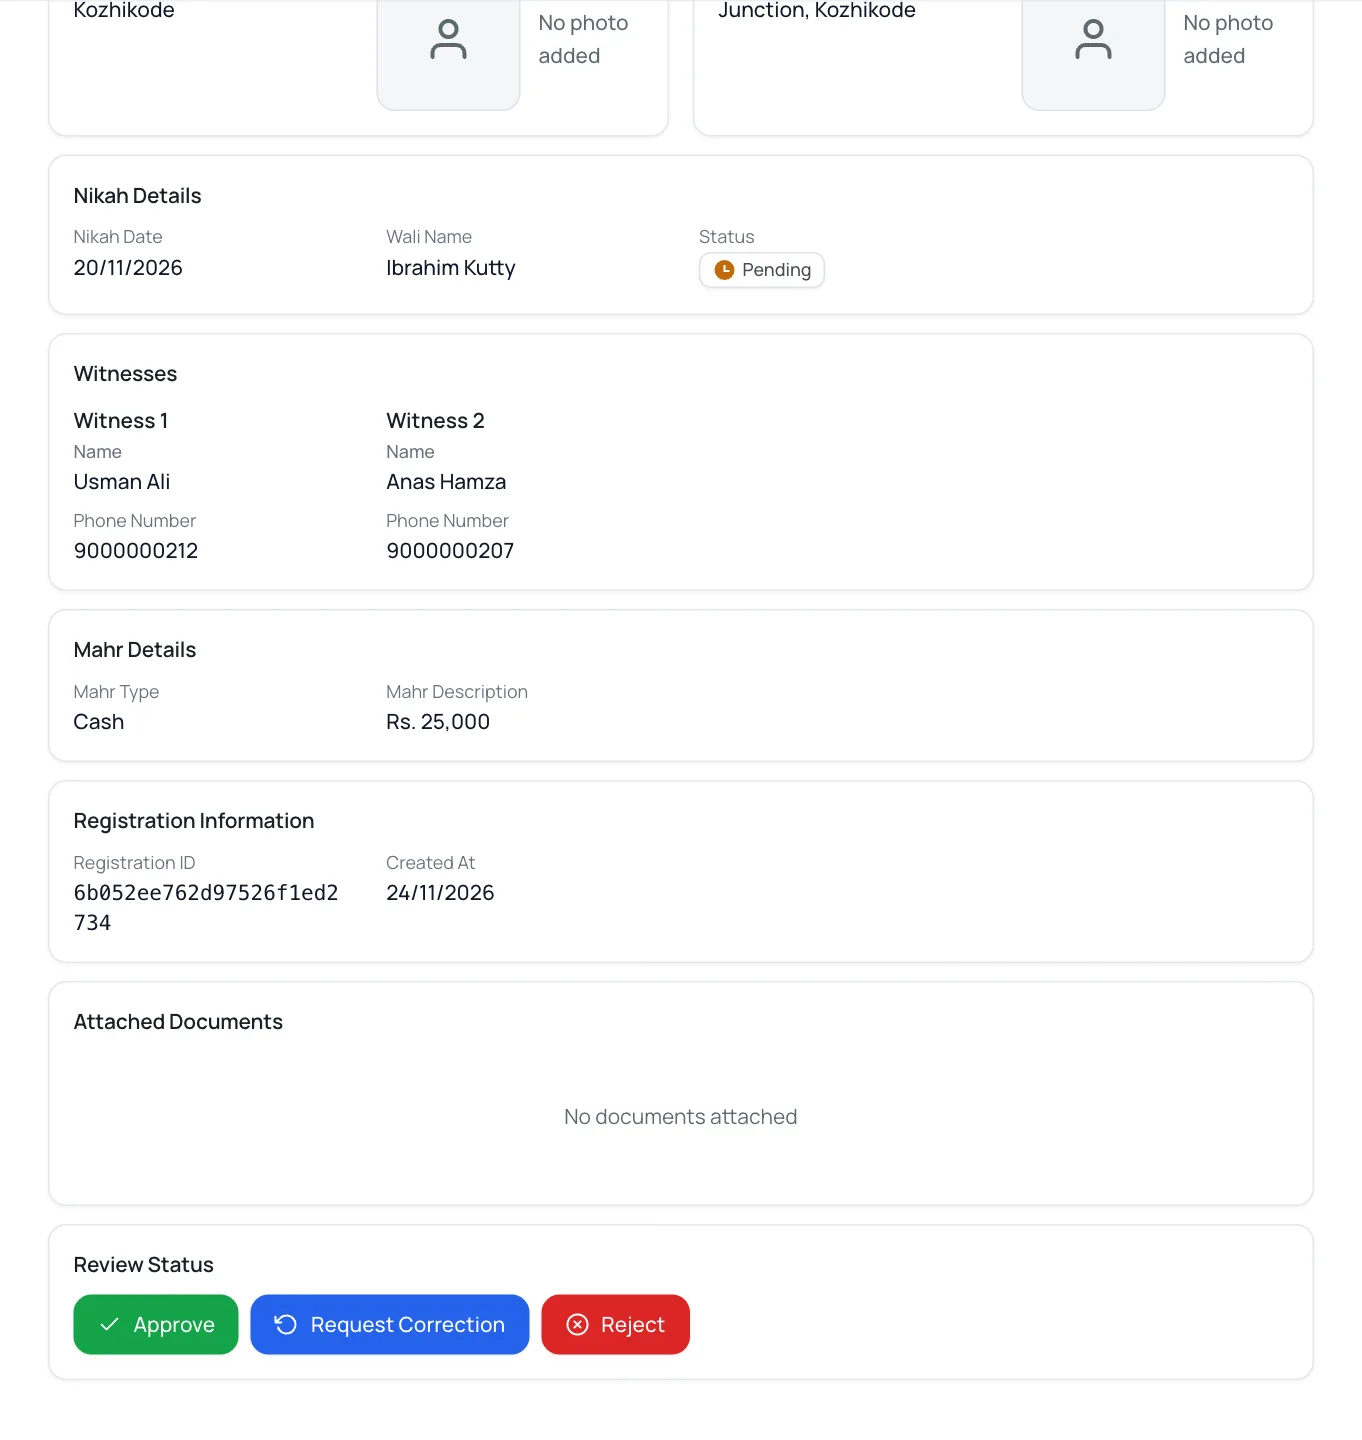 Kozhikode
No photo
added
Junction, Kozhikode
No photo
added
Nikah Details
Nikah Date
20/11/2026
Wali Name
Ibrahim Kutty
Status
Pending
Witnesses
Witness 1
Name
Usman Ali
Phone Number
9000000212
Witness 2
Name
Anas Hamza
Phone Number
9000000207
Mahr Details
Mahr Type
Cash
Mahr Description
Rs. 25,000
Registration Information
Registration ID
6b052ee762d97526f1ed2
734
Created At
24/11/2026
Attached Documents
No documents attached
Review Status
Approve
Request Correction
Reject